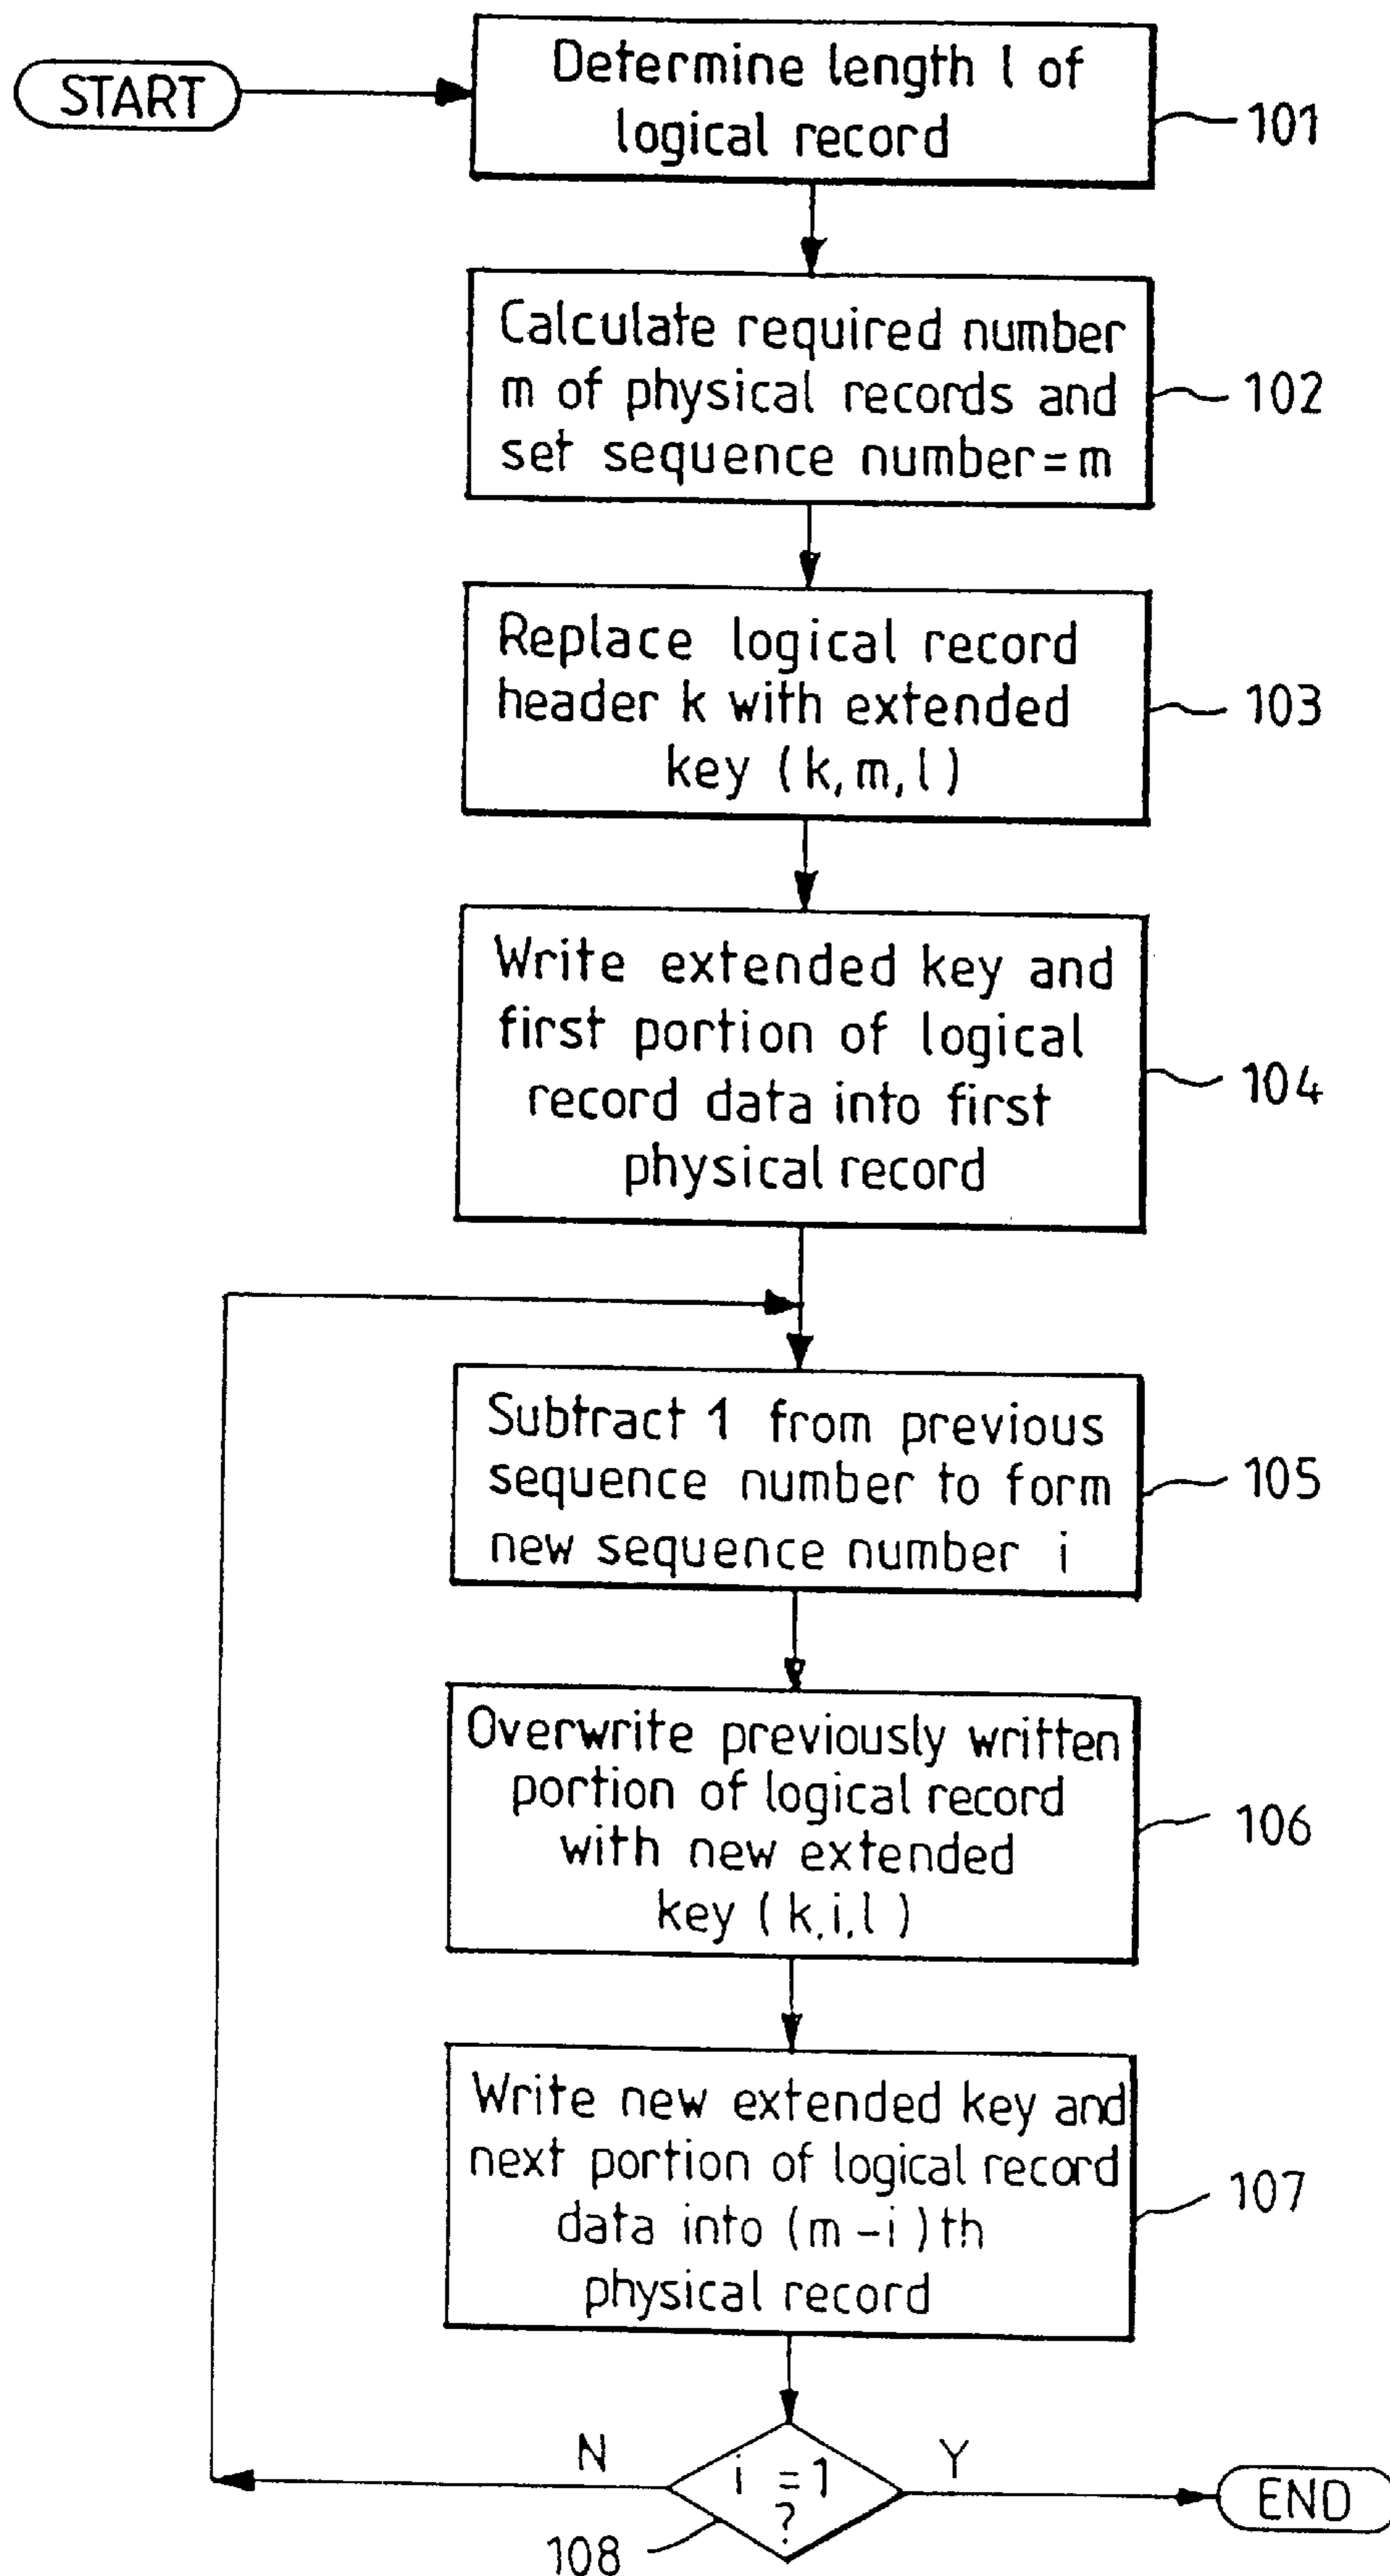 START
Determine length l of
logical record
101
Calculate required number
m of physical records and
set sequence number=m
102
Replace logical record
header k with extended
key (k,m,l)
103
Write extended key and
first portion of logical
record data into first
physical record
104
Subtract 1 from previous
sequence number to form
new sequence number i
105
Overwrite previously written
portion of logical record
with new extended
key (k,i,l)
106
Write new extended key and
next portion of logical record
data into (m-i)th
physical record
107
N
i =1
?
Y
END
108